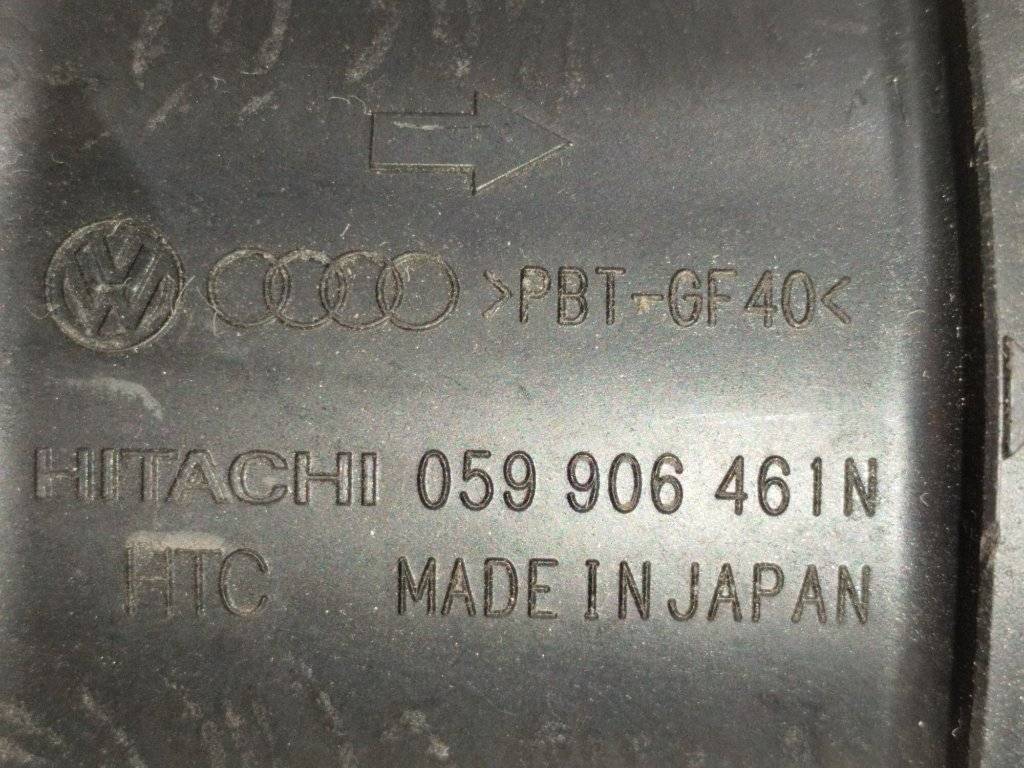 >PBT-GF40<
HITACHI 059 906 461N
HTC MADE IN JAPAN